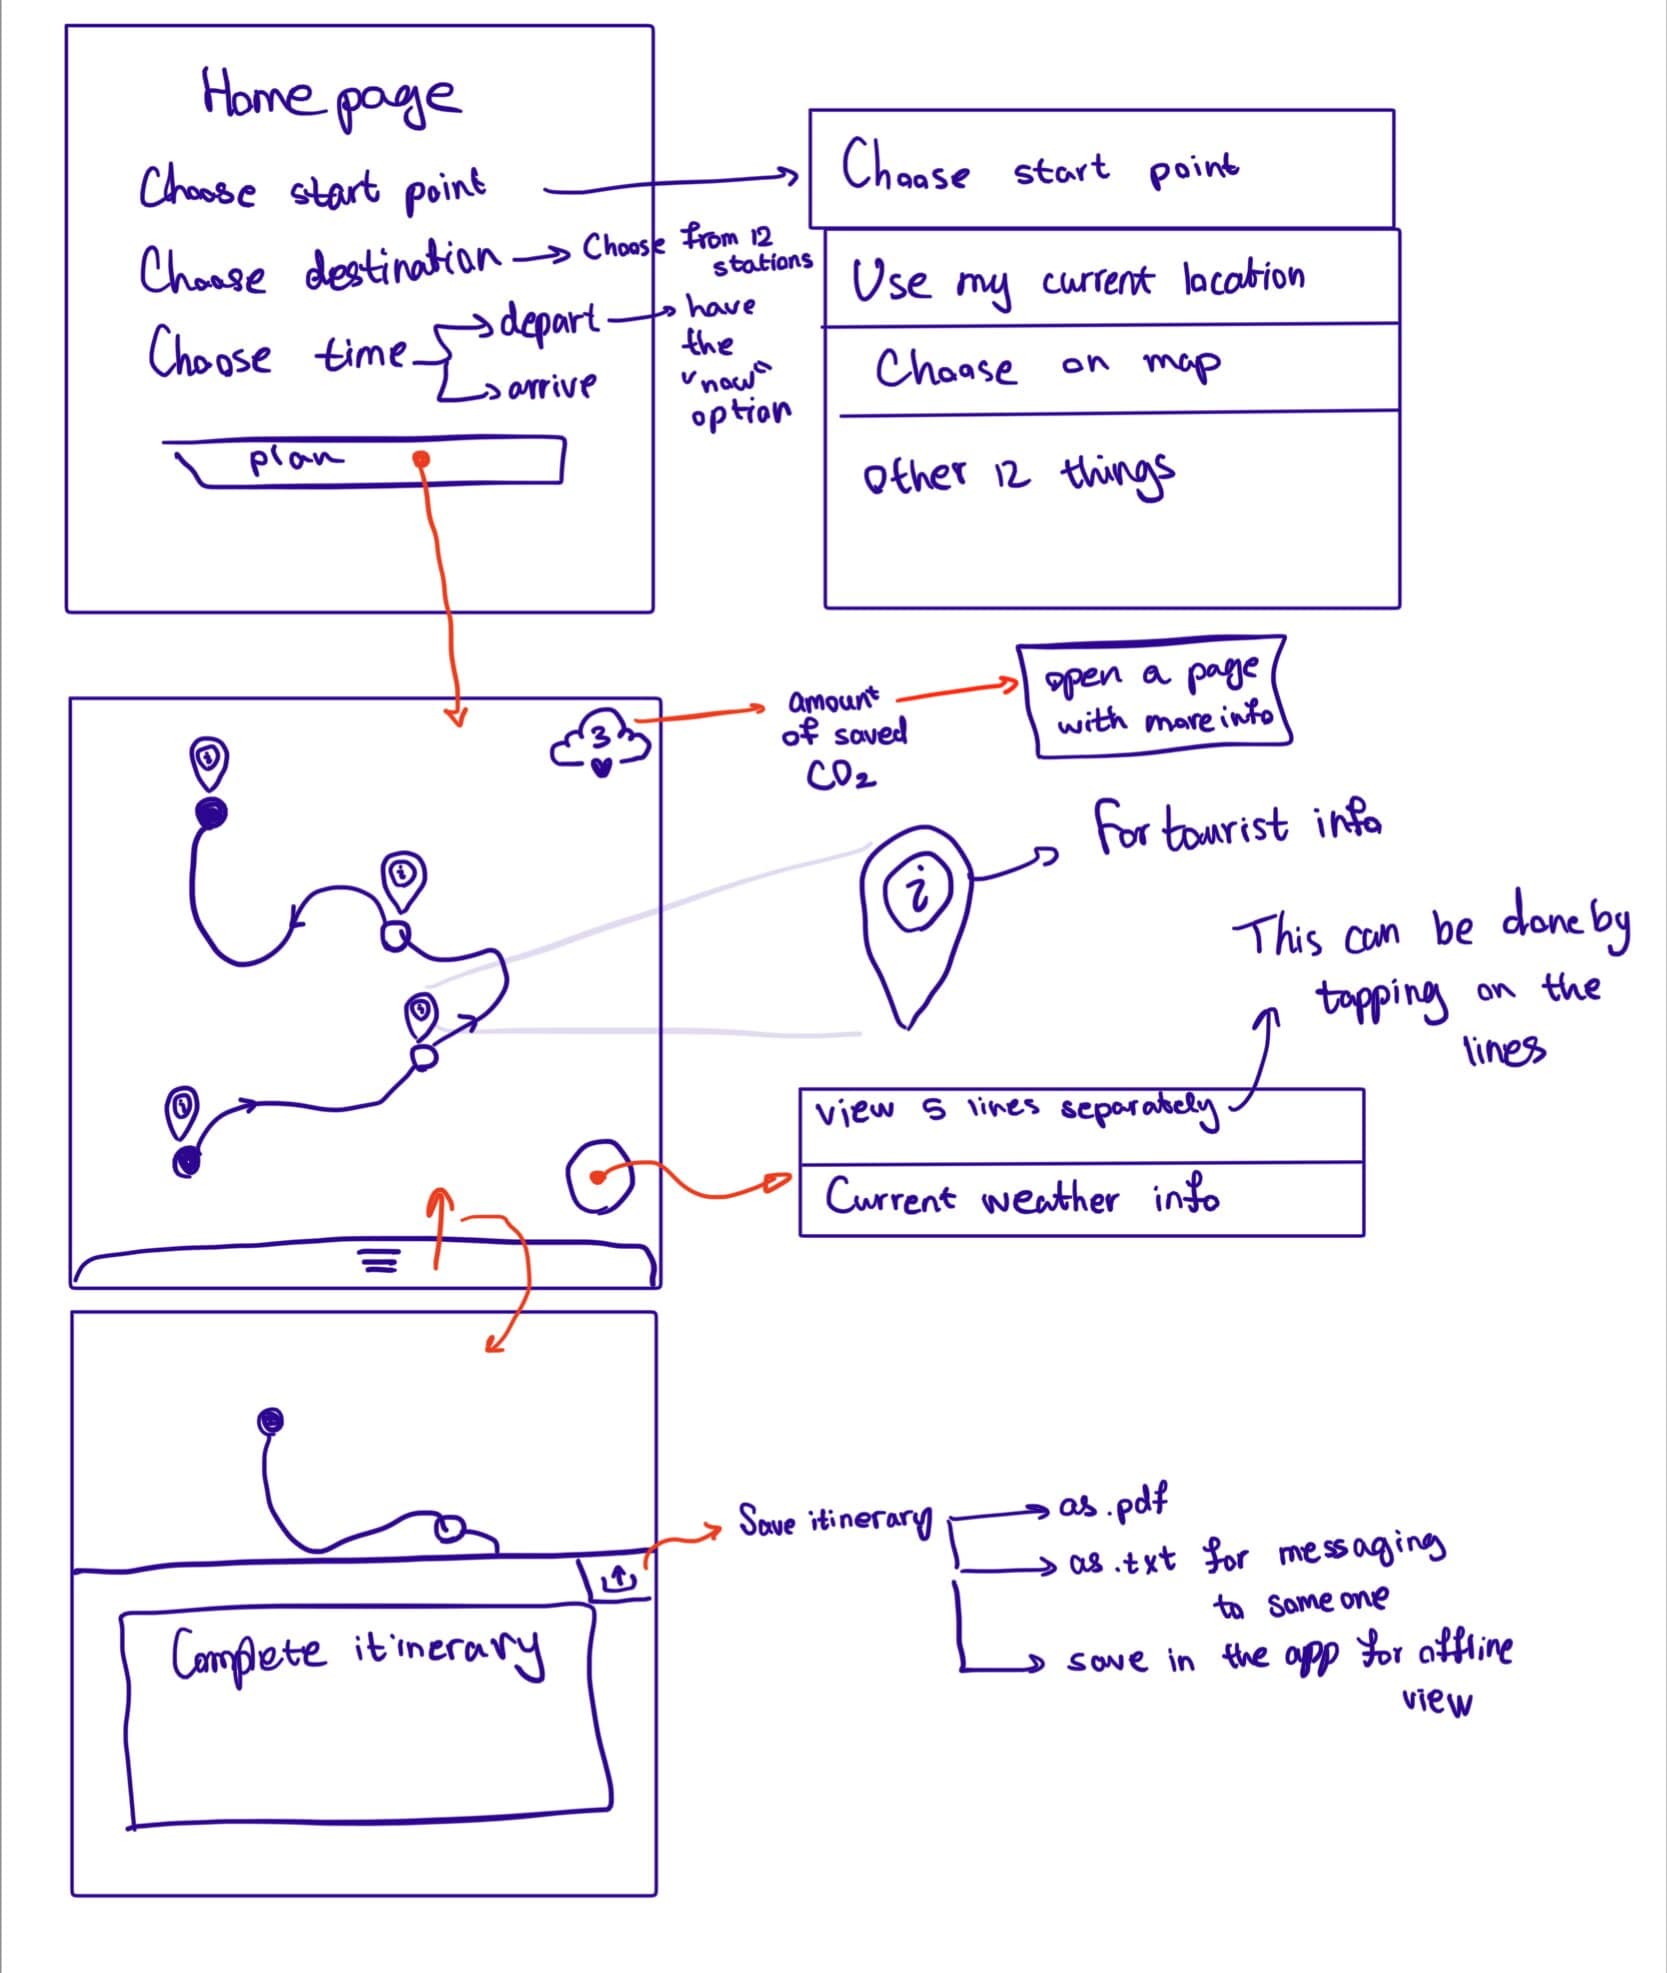 Home page
Choose start point
Choose destination
Choose from 12
stations
Choose time
depart
arrive
have
the
"now"
option
plan
Choose start point
Use my current location
Choose on map
Other 12 things
3
amount
of saved
CO2
open a page
with more info
i
i
i
i
i
For tourist info
This can be done by
tapping on the
lines
view 5 lines separately
Current weather info
Save itinerary
as .pdf
as .txt for messaging
to someone
save in the app for offline
view
Complete itinerary